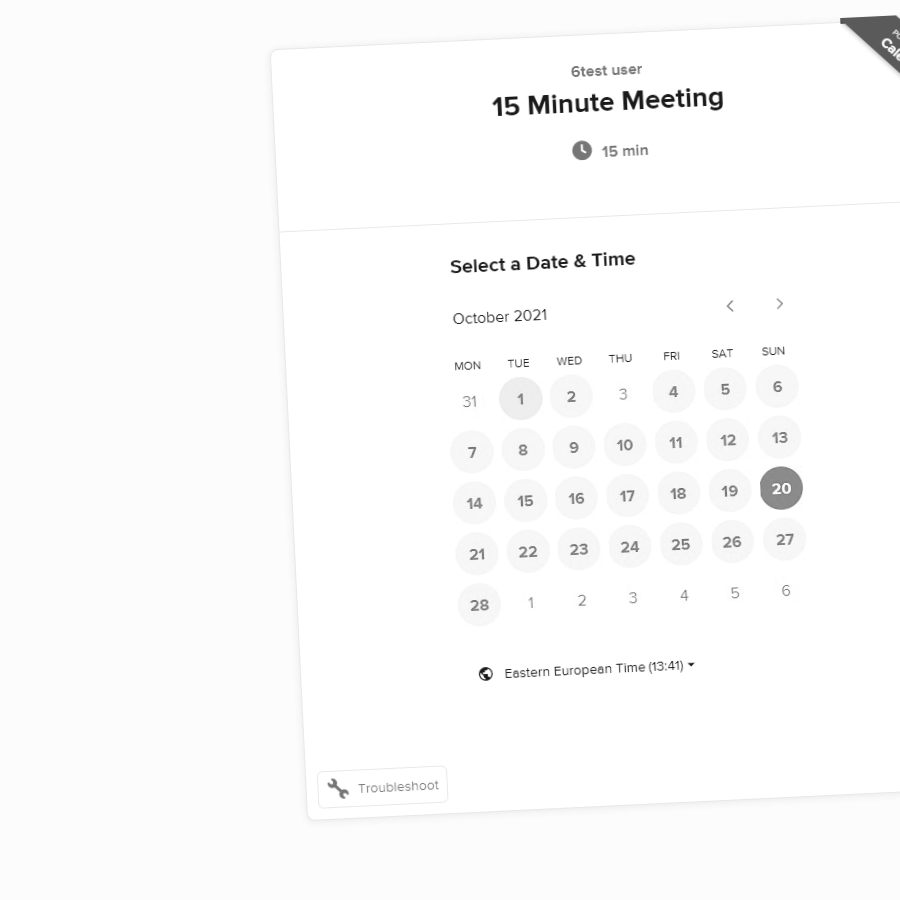 6test user
15 Minute Meeting
15 min
Select a Date & Time
October 2021
MON TUE WED THU FRI SAT SUN
31 1 2 3 4 5 6
7 8 9 10 11 12 13
14 15 16 17 18 19 20
21 22 23 24 25 26 27
28 1 2 3 4 5 6
Eastern European Time (13:41)
Troubleshoot